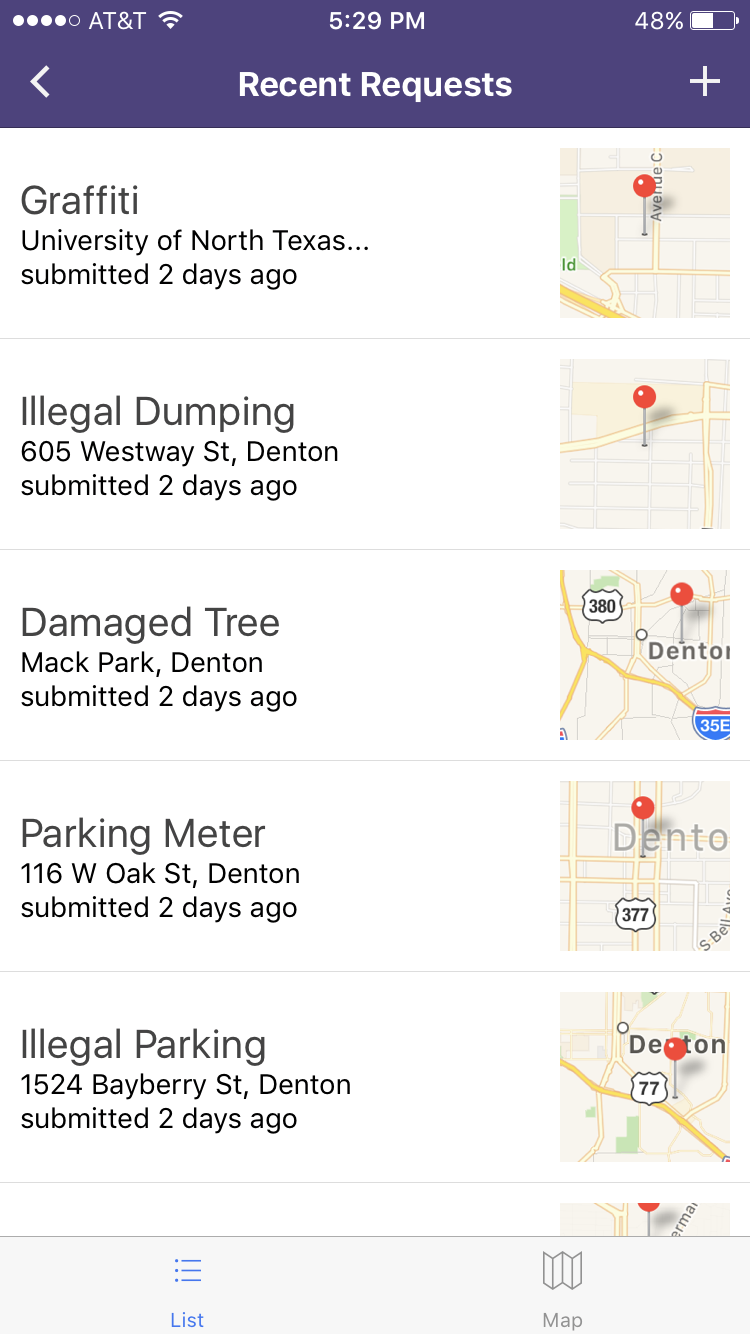 AT&T 5:29 PM 48%
Recent Requests
Graffiti
University of North Texas...
submitted 2 days ago
Avenue C
ld
Illegal Dumping
605 Westway St, Denton
submitted 2 days ago
Damaged Tree
Mack Park, Denton
submitted 2 days ago
380
Denton
35E
Parking Meter
116 W Oak St, Denton
submitted 2 days ago
Dento
377
S Bell Av
Illegal Parking
1524 Bayberry St, Denton
submitted 2 days ago
Denton
77
erma
List Map